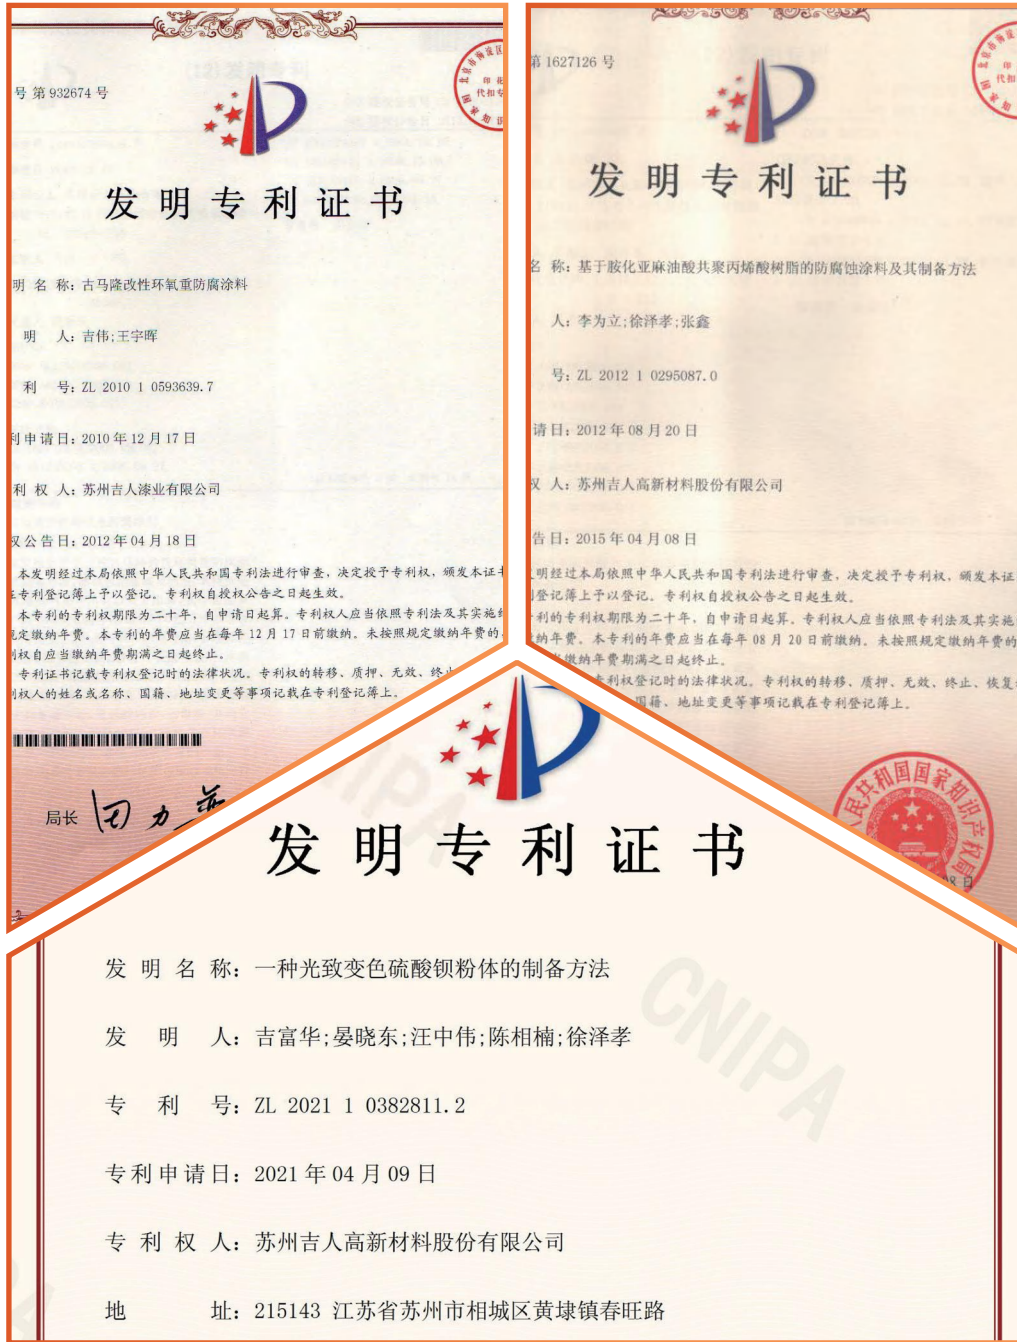 号 第 932674 号
发明专利证书
明 名 称: 古马隆改性环氧重防腐涂料
明 人: 吉伟;王宇晖
利 号: ZL 2010 1 0593639.7
利申请日: 2010年12月17日
利 权 人: 苏州吉人漆业有限公司
权公告日: 2012年04月18日
本发明经过本局依照中华人民共和国专利法进行审查, 决定授予专利权, 颁发本证书
专利登记簿上予以登记。专利权自授权公告之日起生效。
本专利的专利权期限为二十年, 自申请日起算。专利权人应当依照专利法及其实施
规定缴纳年费。本专利的年费应当在每年 12 月 17 日前缴纳。未按照规定缴纳年费的
利权自应当缴纳年费期满之日起终止。
专利证书记载专利权登记时的法律状况。专利权的转移、质押、无效、终
利权人的姓名或名称、国籍、地址变更等事项记载在专利登记簿上。
局长 田力普
第 1627126 号
发明专利证书
名 称: 基于胺化亚麻油酸共聚丙烯酸树脂的防腐蚀涂料及其制备方法
人: 李为立;徐泽孝;张鑫
号: ZL 2012 1 0295087.0
请日: 2012年08月20日
权 人: 苏州吉人高新材料股份有限公司
告日: 2015年04月08日
明经过本局依照中华人民共和国专利法进行审查, 决定授予专利权, 颁发本证
登记簿上予以登记。专利权自授权公告之日起生效。
利的专利权期限为二十年, 自申请日起算。专利权人应当依照专利法及其实施
缴纳年费。本专利的年费应当在每年 08 月 20 日前缴纳。未按照规定缴纳年费的
缴纳年费期满之日起终止。
专利权登记时的法律状况。专利权的转移、质押、无效、终止、恢复
国籍、地址变更等事项记载在专利登记簿上。
人民共和国国家知识产权局
08日
发明专利证书
发 明 名 称: 一种光致变色硫酸钡粉体的制备方法
发 明 人: 吉富华;晏晓东;汪中伟;陈相楠;徐泽孝
专 利 号: ZL 2021 1 0382811.2
专利申请日: 2021年04月09日
专 利 权 人: 苏州吉人高新材料股份有限公司
地 址: 215143 江苏省苏州市相城区黄埭镇春旺路
CNIPA
CNIPA